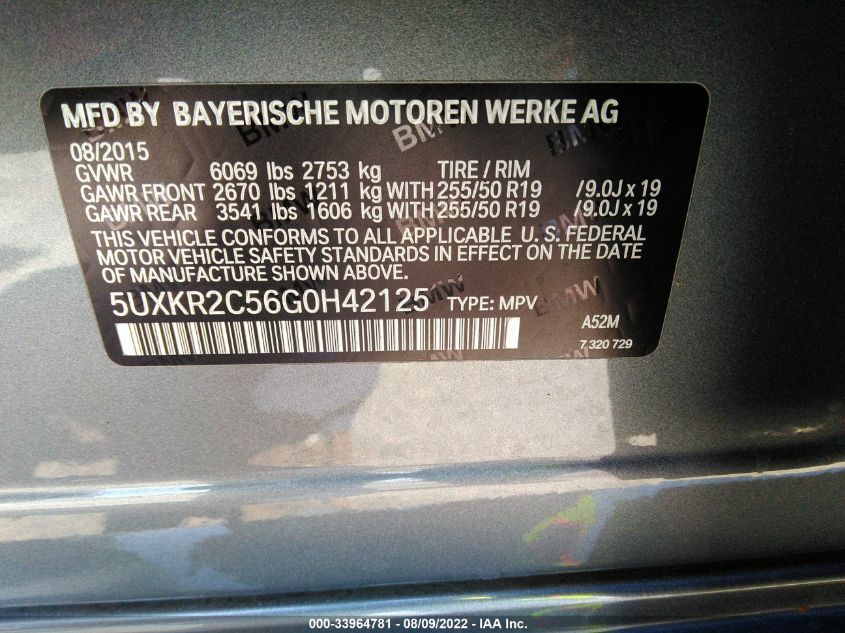 MFD BY BAYERISCHE MOTOREN WERKE AG
08/2015
GVWR 6069 lbs 2753 kg TIRE / RIM
GAWR FRONT 2670 lbs 1211 kg WITH 255/50 R19 /9.0J x 19
GAWR REAR 3541 lbs 1606 kg WITH 255/50 R19 /9.0J x 19
THIS VEHICLE CONFORMS TO ALL APPLICABLE U. S. FEDERAL
MOTOR VEHICLE SAFETY STANDARDS IN EFFECT ON THE DATE
OF MANUFACTURE SHOWN ABOVE.
5UXKR2C56G0H42125 TYPE: MPV
A52M
7 320 729
000-33964781 - 08/09/2022 - IAA Inc.